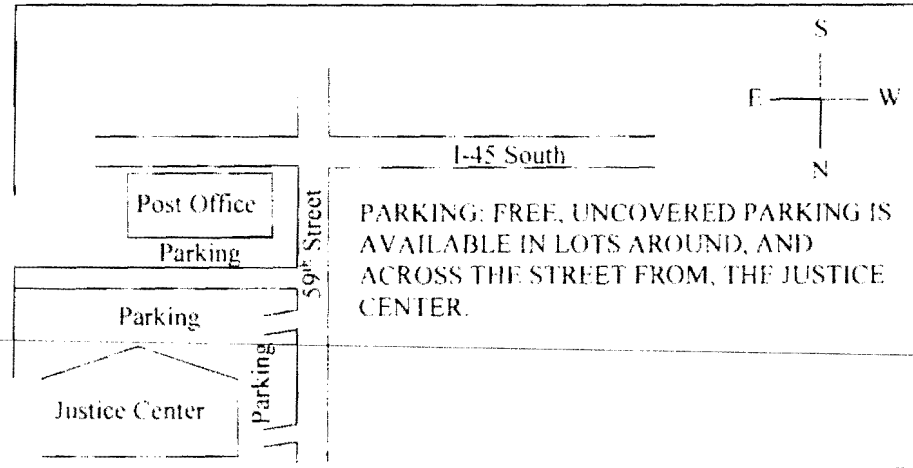 S
E W
N
I-45 South
Post Office
59th Street
Parking
PARKING: FREE, UNCOVERED PARKING IS
AVAILABLE IN LOTS AROUND, AND
ACROSS THE STREET FROM, THE JUSTICE
CENTER.
Parking
Parking
Justice Center